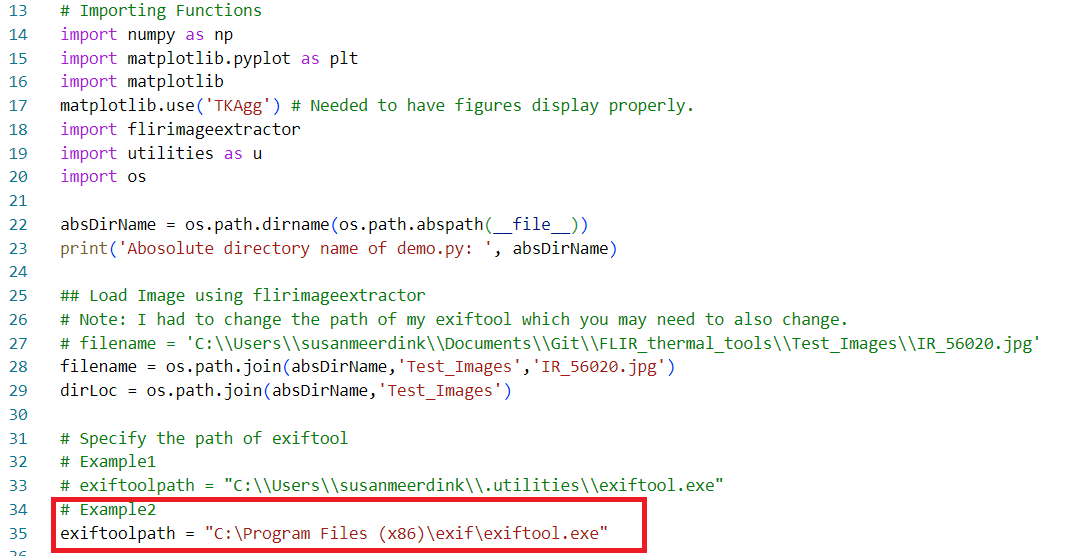 13 # Importing Functions
14 import numpy as np
15 import matplotlib.pyplot as plt
16 import matplotlib
17 matplotlib.use('TKAgg') # Needed to have figures display properly.
18 import flirimageextractor
19 import utilities as u
20 import os
21
22 absDirName = os.path.dirname(os.path.abspath(__file__))
23 print('Abosolute directory name of demo.py: ', absDirName)
24
25 ## Load Image using flirimageextractor
26 # Note: I had to change the path of my exiftool which you may need to also change.
27 # filename = 'C:\\Users\\susanmeerdink\\Documents\\Git\\FLIR_thermal_tools\\Test_Images\\IR_56020.jpg'
28 filename = os.path.join(absDirName,'Test_Images','IR_56020.jpg')
29 dirLoc = os.path.join(absDirName,'Test_Images')
30
31 # Specify the path of exiftool
32 # Example1
33 # exiftoolpath = "C:\\Users\\susanmeerdink\\.utilities\\exiftool.exe"
34 # Example2
35 exiftoolpath = "C:\Program Files (x86)\exif\exiftool.exe"